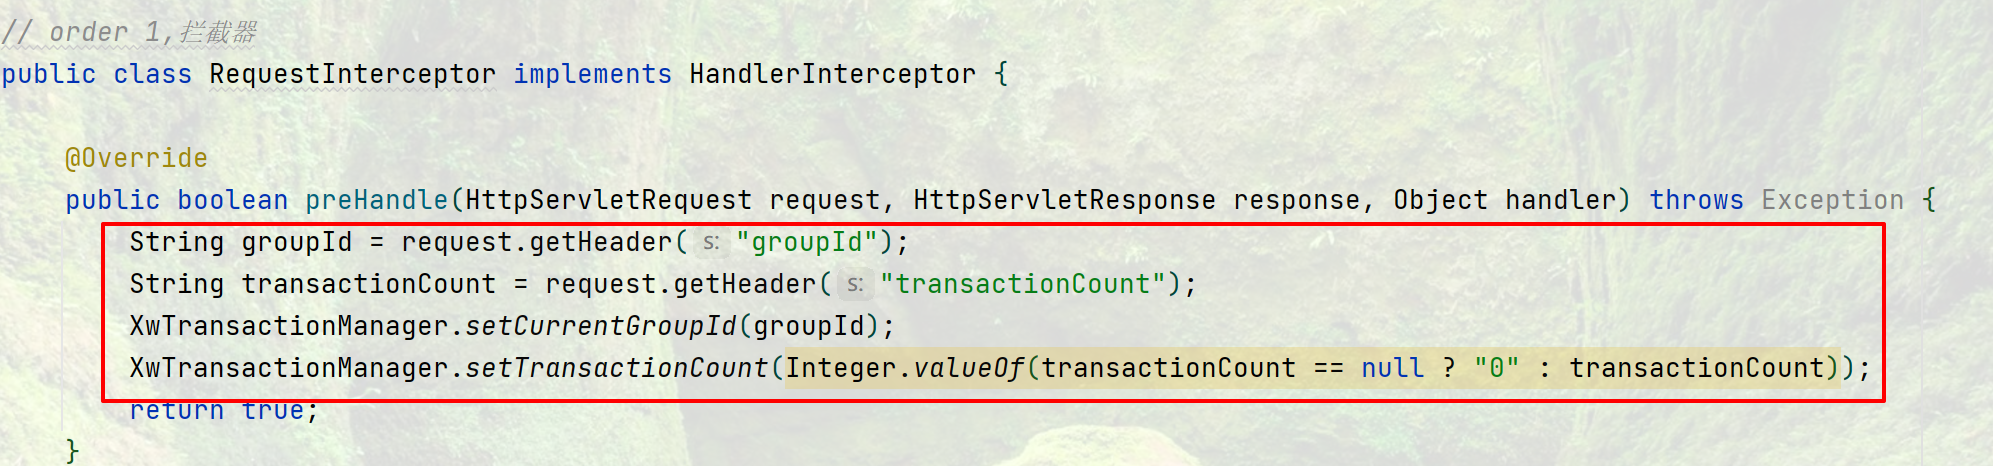 // order 1,拦截器
public class RequestInterceptor implements HandlerInterceptor {
@Override
public boolean preHandle(HttpServletRequest request, HttpServletResponse response, Object handler) throws Exception {
String groupId = request.getHeader( s: "groupId");
String transactionCount = request.getHeader( s: "transactionCount");
XwTransactionManager.setCurrentGroupId(groupId);
XwTransactionManager.setTransactionCount(Integer.valueOf(transactionCount == null ? "0" : transactionCount));
return true;
}